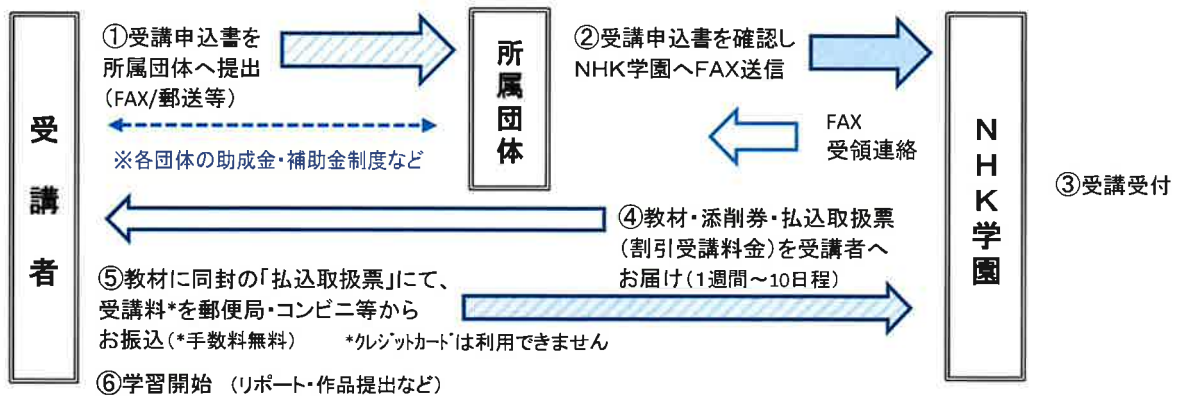 受講者
①受講申込書を
所属団体へ提出
(FAX/郵送等)
※各団体の助成金・補助金制度など
所属団体
②受講申込書を確認し
NHK学園へFAX送信
FAX
受領連絡
NHK学園
③受講受付
④教材・添削券・払込取扱票
(割引受講料金)を受講者へ
お届け(1週間～10日程)
⑤教材に同封の「払込取扱票」にて、
受講料*を郵便局・コンビニ等から
お振込(*手数料無料) *クレジットカードは利用できません
⑥学習開始 (リポート・作品提出など)